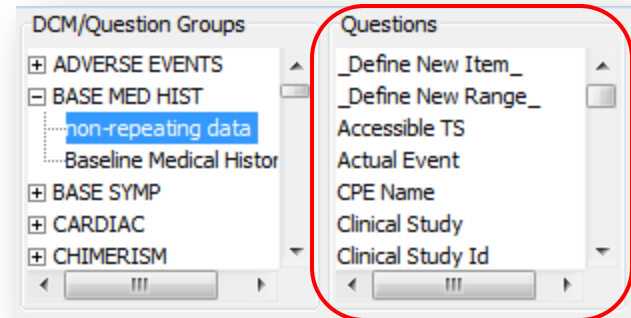 DCM/Question Groups
ADVERSE EVENTS
BASE MED HIST
non-repeating data
Baseline Medical Histor
BASE SYMP
CARDIAC
CHIMERISM
Questions
_Define New Item_
_Define New Range_
Accessible TS
Actual Event
CPE Name
Clinical Study
Clinical Study Id